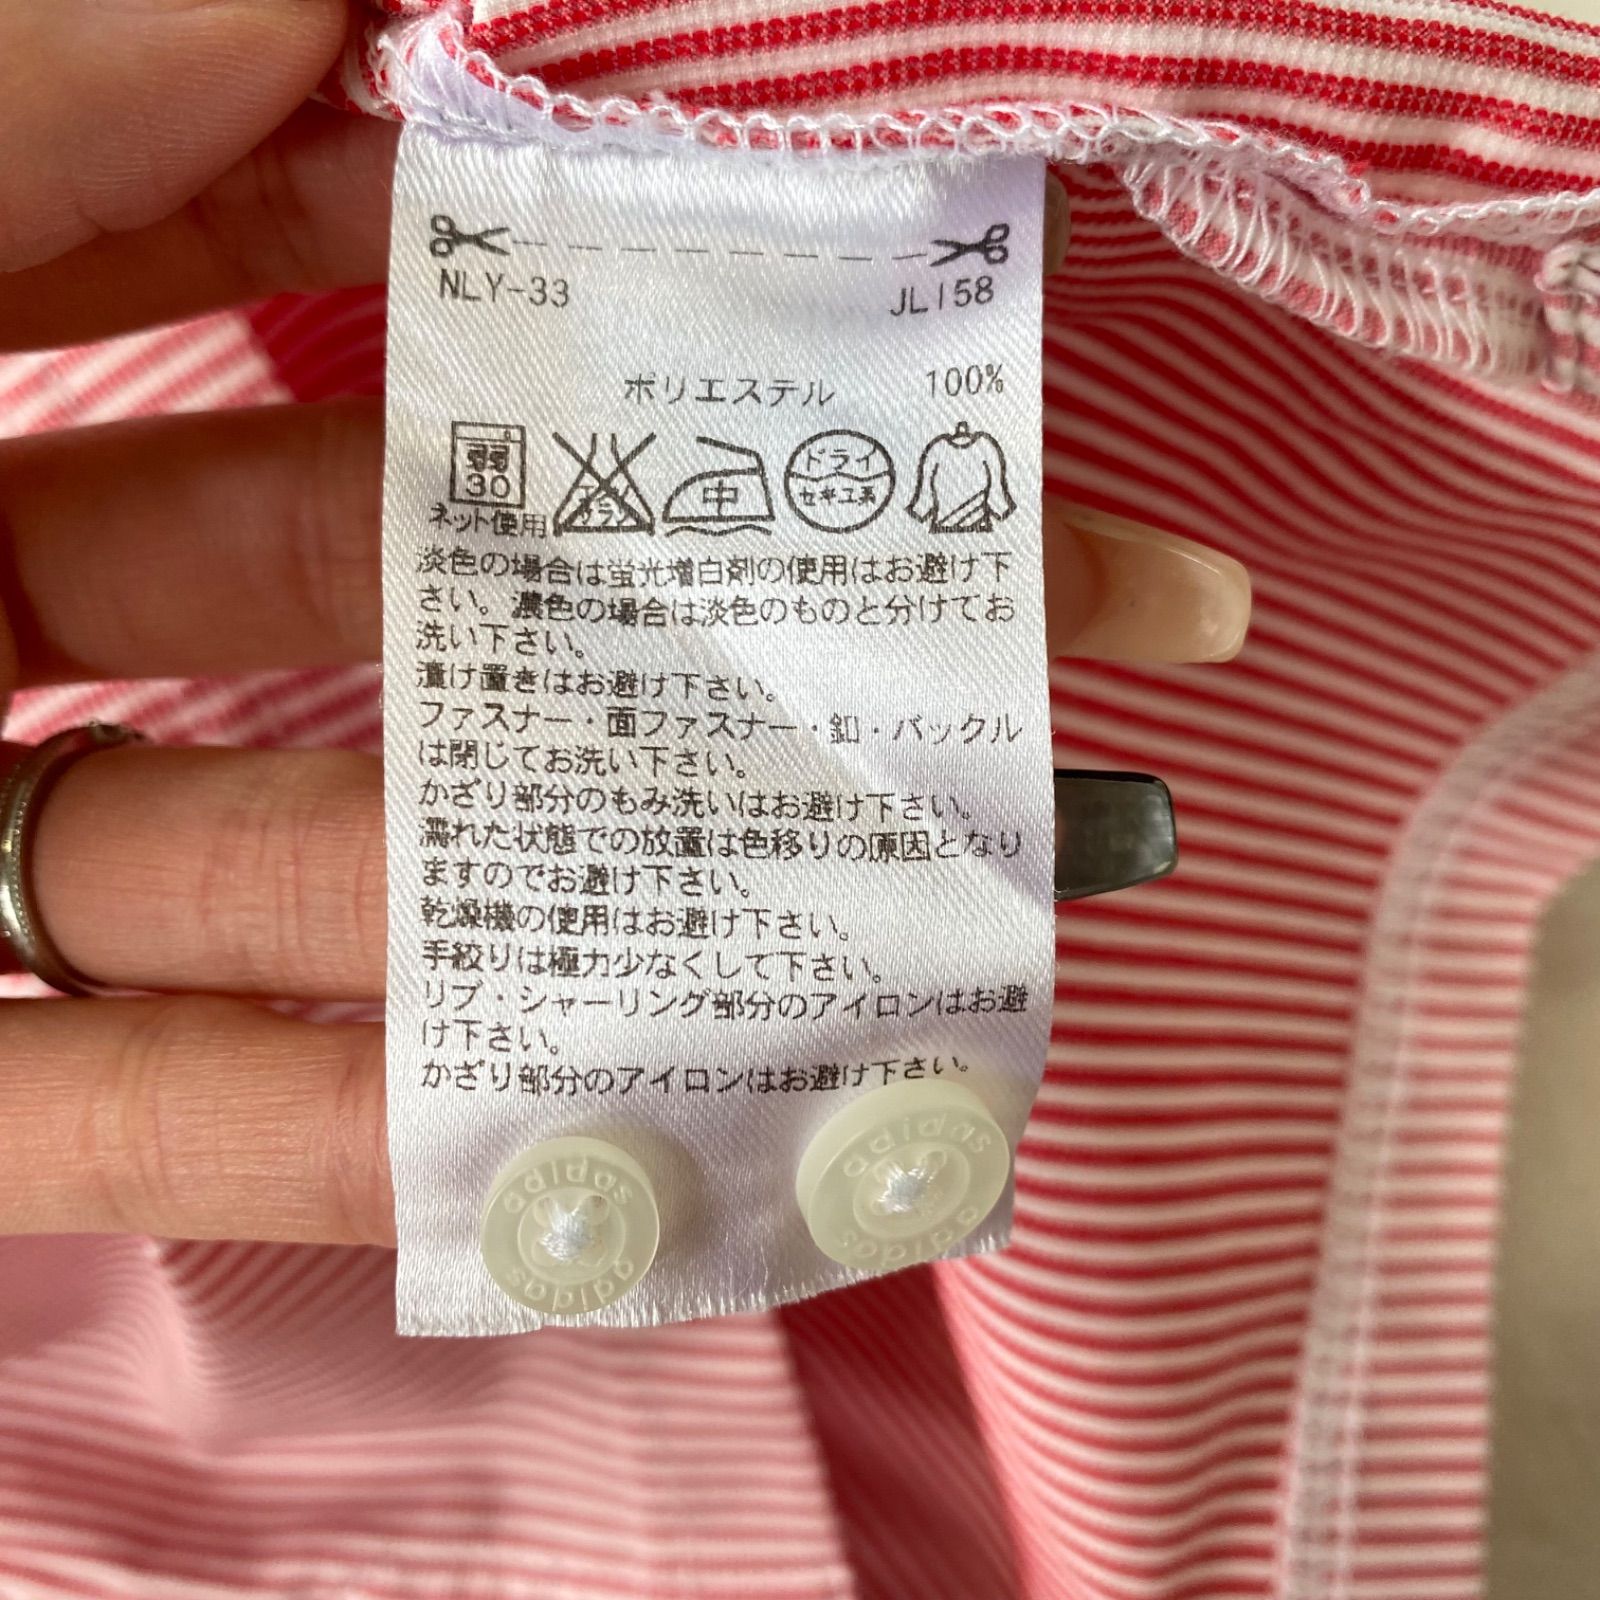 NLY-33 JL158
ポリエステル 100%
弱
30
ネット使用
エンソ
サラシ
中
ドライ
セキユ系
淡色の場合は蛍光増白剤の使用はお避け下
さい。濃色の場合は淡色のものと分けてお
洗い下さい。
漬け置きはお避け下さい。
ファスナー・面ファスナー・釦・バックル
は閉じてお洗い下さい。
かざり部分のもみ洗いはお避け下さい。
濡れた状態での放置は色移りの原因となり
ますのでお避け下さい。
乾燥機の使用はお避け下さい。
手絞りは極力少なくして下さい。
リブ・シャーリング部分のアイロンはお避
け下さい。
かざり部分のアイロンはお避け下さい。
adidas
adidas
adidas
adidas